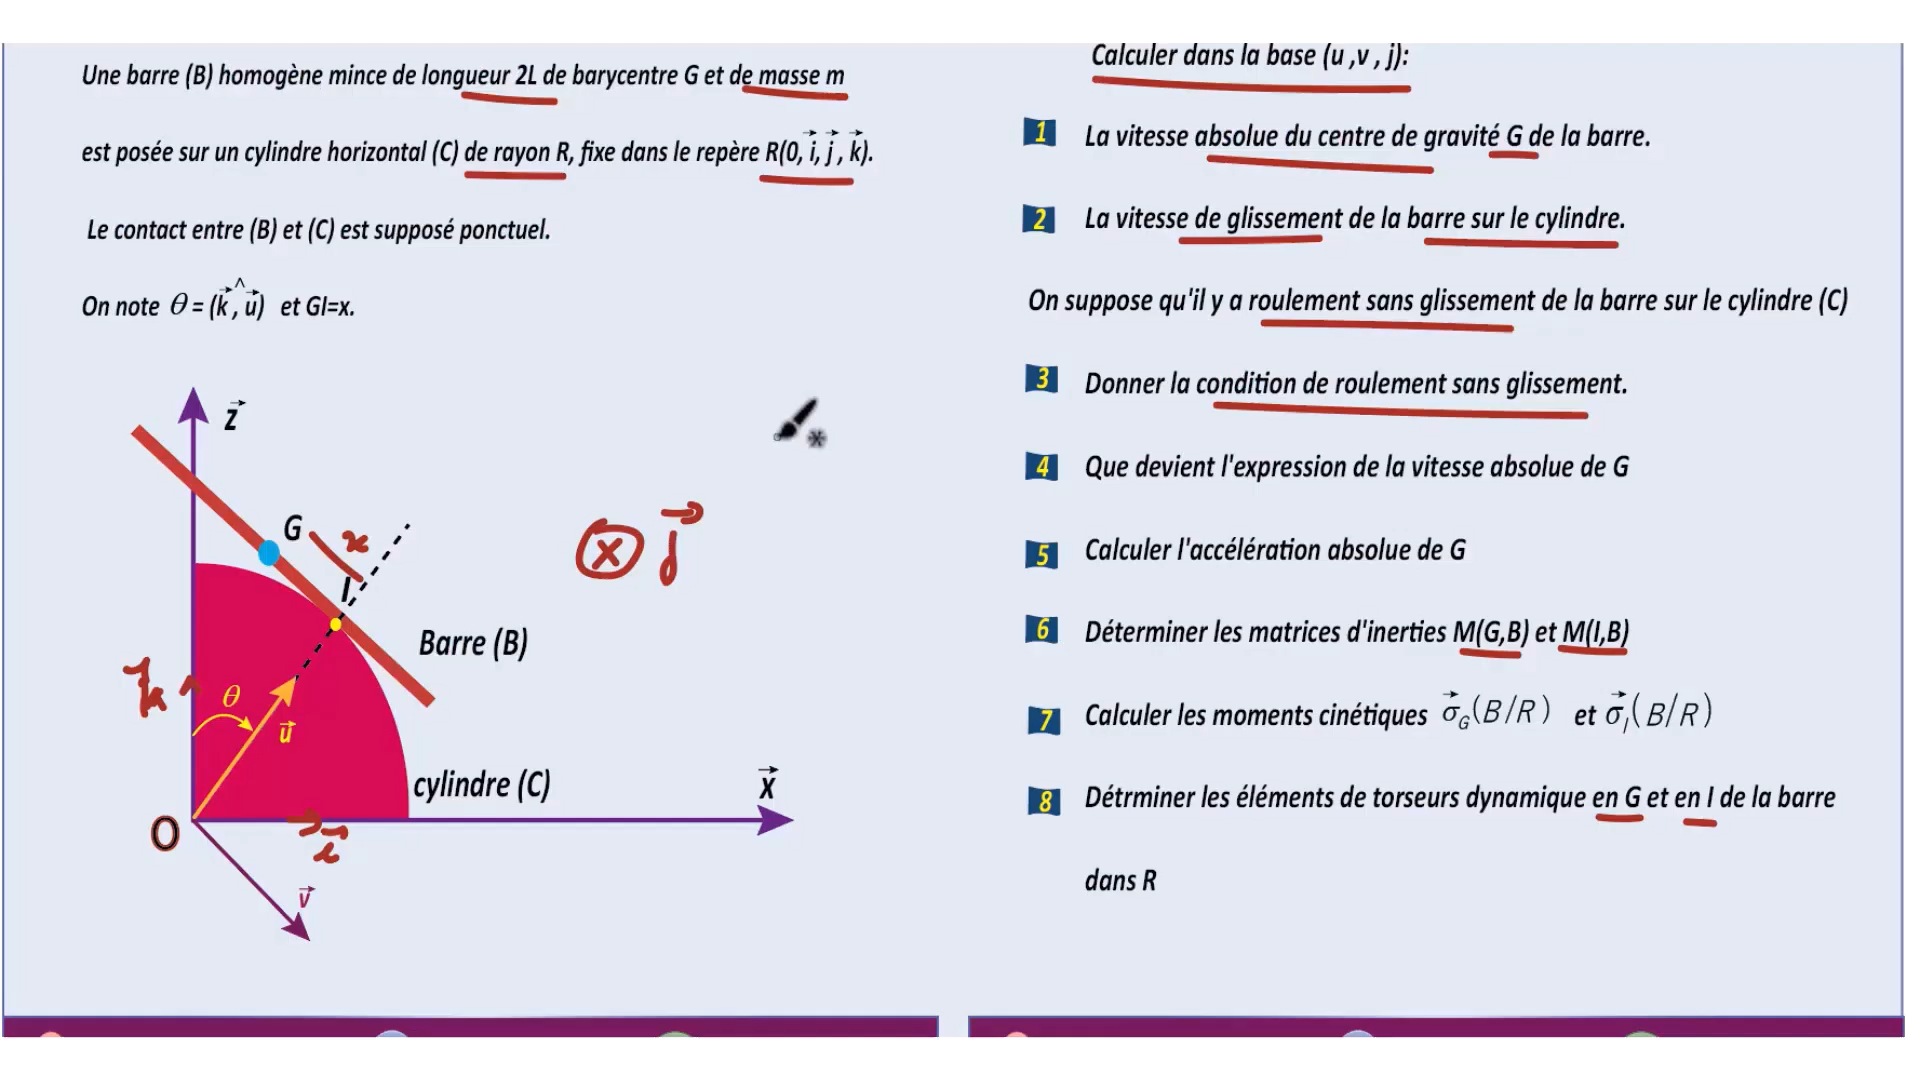 Une barre (B) homogène mince de longueur 2L de barycentre G et de masse m
est posée sur un cylindre horizontal (C) de rayon R, fixe dans le repère R(0, i, j, k).
Le contact entre (B) et (C) est supposé ponctuel.
On note θ = (k, u) et GI=x.
z
G
x
I
Barre (B)
j
k
θ
u
cylindre (C)
x
O
i
v
Calculer dans la base (u ,v , j):
1 La vitesse absolue du centre de gravité G de la barre.
2 La vitesse de glissement de la barre sur le cylindre.
On suppose qu'il y a roulement sans glissement de la barre sur le cylindre (C)
3 Donner la condition de roulement sans glissement.
4 Que devient l'expression de la vitesse absolue de G
5 Calculer l'accélération absolue de G
6 Déterminer les matrices d'inerties M(G,B) et M(I,B)
7 Calculer les moments cinétiques σG(B/R) et σI(B/R)
8 Détrminer les éléments de torseurs dynamique en G et en I de la barre
dans R